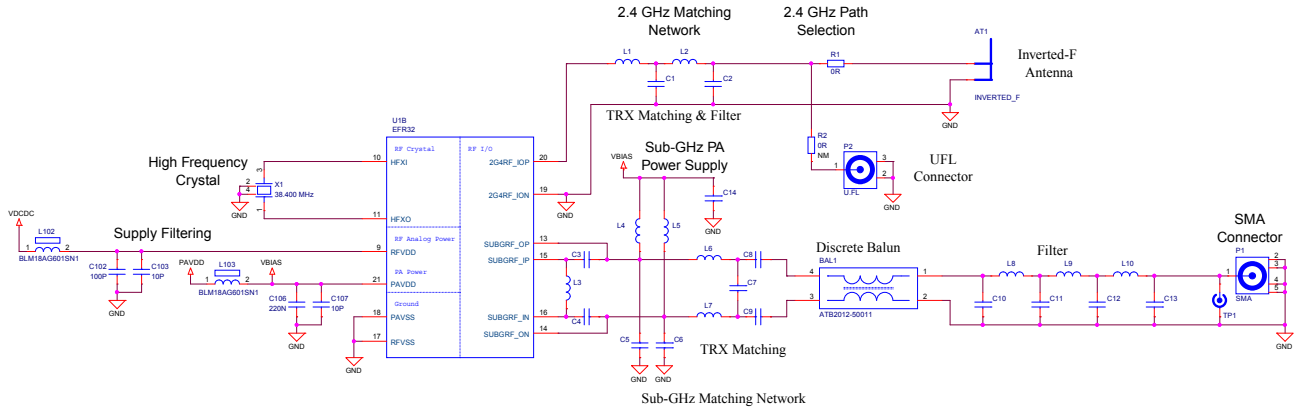 2.4 GHz Matching
Network
2.4 GHz Path
Selection
AT1
Inverted-F
Antenna
INVERTED_F
L1
L2
R1
0R
C1
C2
TRX Matching & Filter
GND
U1B
EFR32
RF Crystal
RF I/O
High Frequency
Crystal
10
HFXI
3
2
4
X1
38.400 MHz
1
GND
11
HFXO
20
2G4RF_IOP
19
2G4RF_ION
GND
Sub-GHz PA
Power Supply
VBIAS
C14
GND
L4
L5
R2
0R
NM
P2
1
3
2
U.FL
GND
UFL
Connector
VDCDC
L102
1
2
BLM18AG601SN1
Supply Filtering
C102
100P
C103
10P
GND
PAVDD
L103
1
2
BLM18AG601SN1
VBIAS
C106
220N
C107
10P
GND
RF Analog Power
9
RFVDD
PA Power
21
PAVDD
Ground
18
PAVSS
17
RFVSS
GND
13
SUBGRF_OP
15
SUBGRF_IP
16
SUBGRF_IN
14
SUBGRF_ON
C3
L3
C4
L6
L7
C7
C8
C9
C5
C6
GND
GND
TRX Matching
Sub-GHz Matching Network
Discrete Balun
BAL1
4
3
1
2
ATB2012-50011
Filter
L8
L9
L10
C10
C11
C12
C13
TP1
SMA
Connector
P1
1
2
3
4
5
SMA
GND